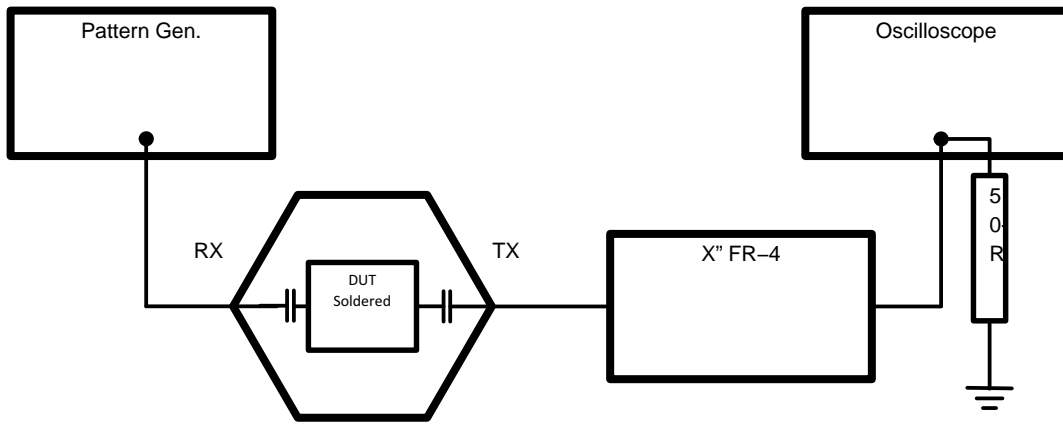 Pattern Gen.
Oscilloscope
RX
TX
DUT
Soldered
X” FR−4
5
0-
R